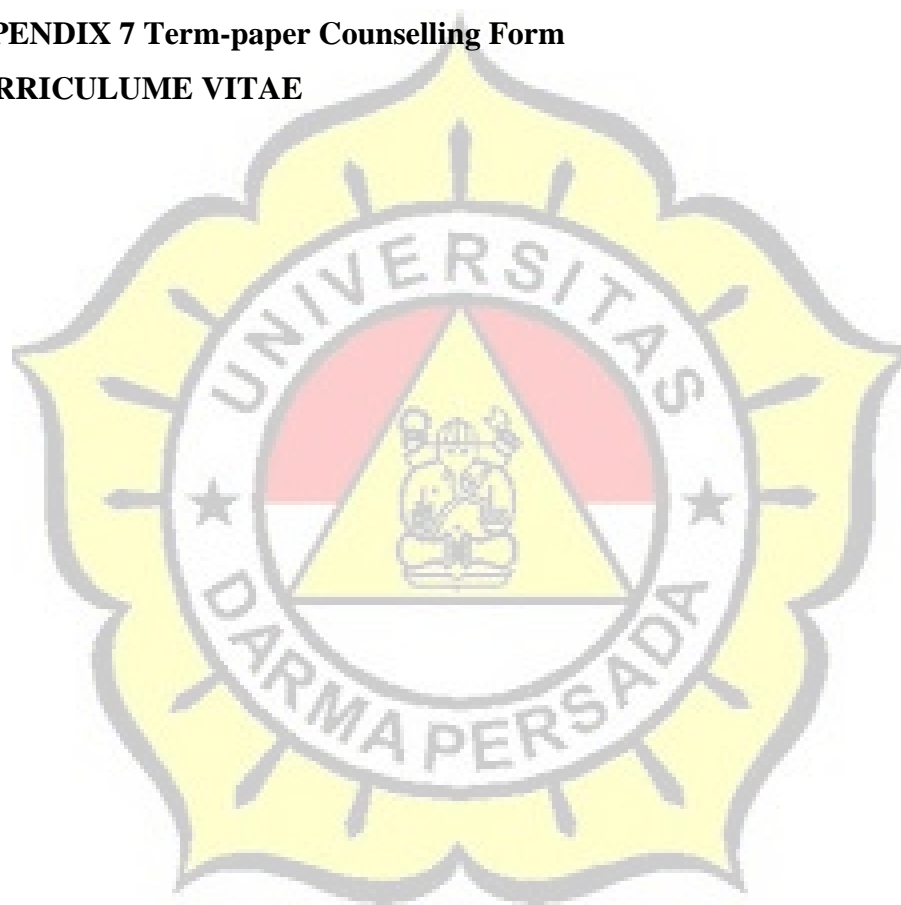 PENDIX 7 Term-paper Counselling Form
RRICULUME VITAE
UNIVERSITAS
DARMA PERSADA